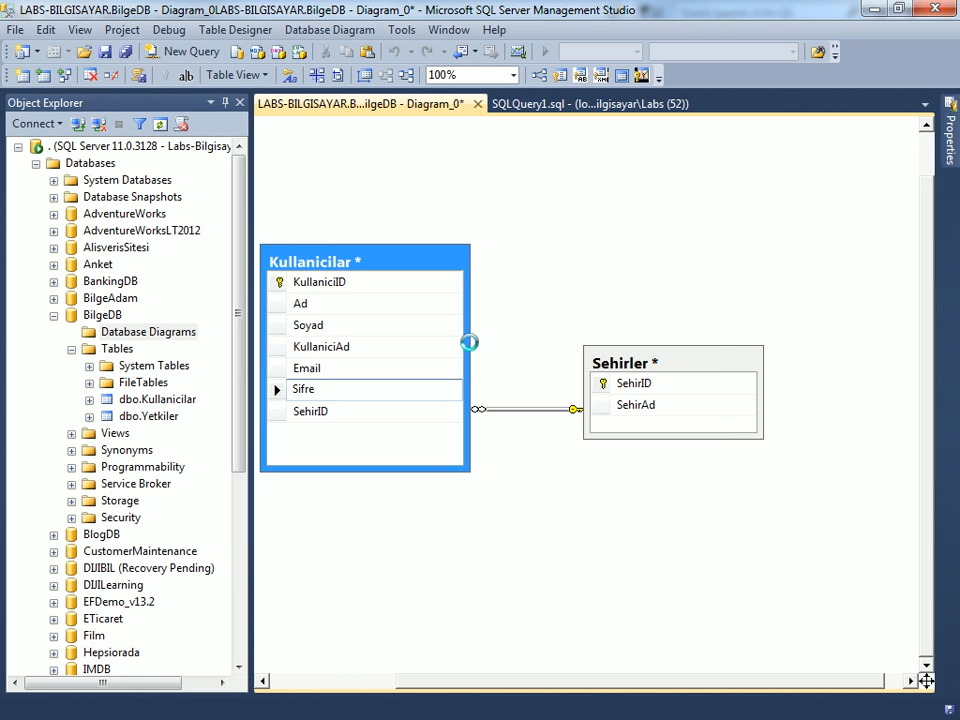 LABS-BILGISAYAR.BilgeDB - Diagram_0LABS-BILGISAYAR.BilgeDB - Diagram_0* - Microsoft SQL Server Management Studio
File Edit View Project Debug Table Designer Database Diagram Tools Window Help
New Query
ab Table View 100%
Object Explorer
LABS-BILGISAYAR.B...ilgeDB - Diagram_0* SQLQuery1.sql - (lo...ilgisayar\Labs (52))
Properties
Connect
. (SQL Server 11.0.3128 - Labs-Bilgisay
Databases
System Databases
Database Snapshots
AdventureWorks
AdventureWorksLT2012
AlisverisSitesi
Anket
BankingDB
BilgeAdam
BilgeDB
Database Diagrams
Tables
System Tables
FileTables
dbo.Kullanicilar
dbo.Yetkiler
Views
Synonyms
Programmability
Service Broker
Storage
Security
BlogDB
CustomerMaintenance
DIJIBIL (Recovery Pending)
DIJILearning
EFDemo_v13.2
ETicaret
Film
Hepsiorada
IMDB
Kullanicilar *
KullaniciID
Ad
Soyad
KullaniciAd
Email
Sifre
SehirID
Sehirler *
SehirID
SehirAd